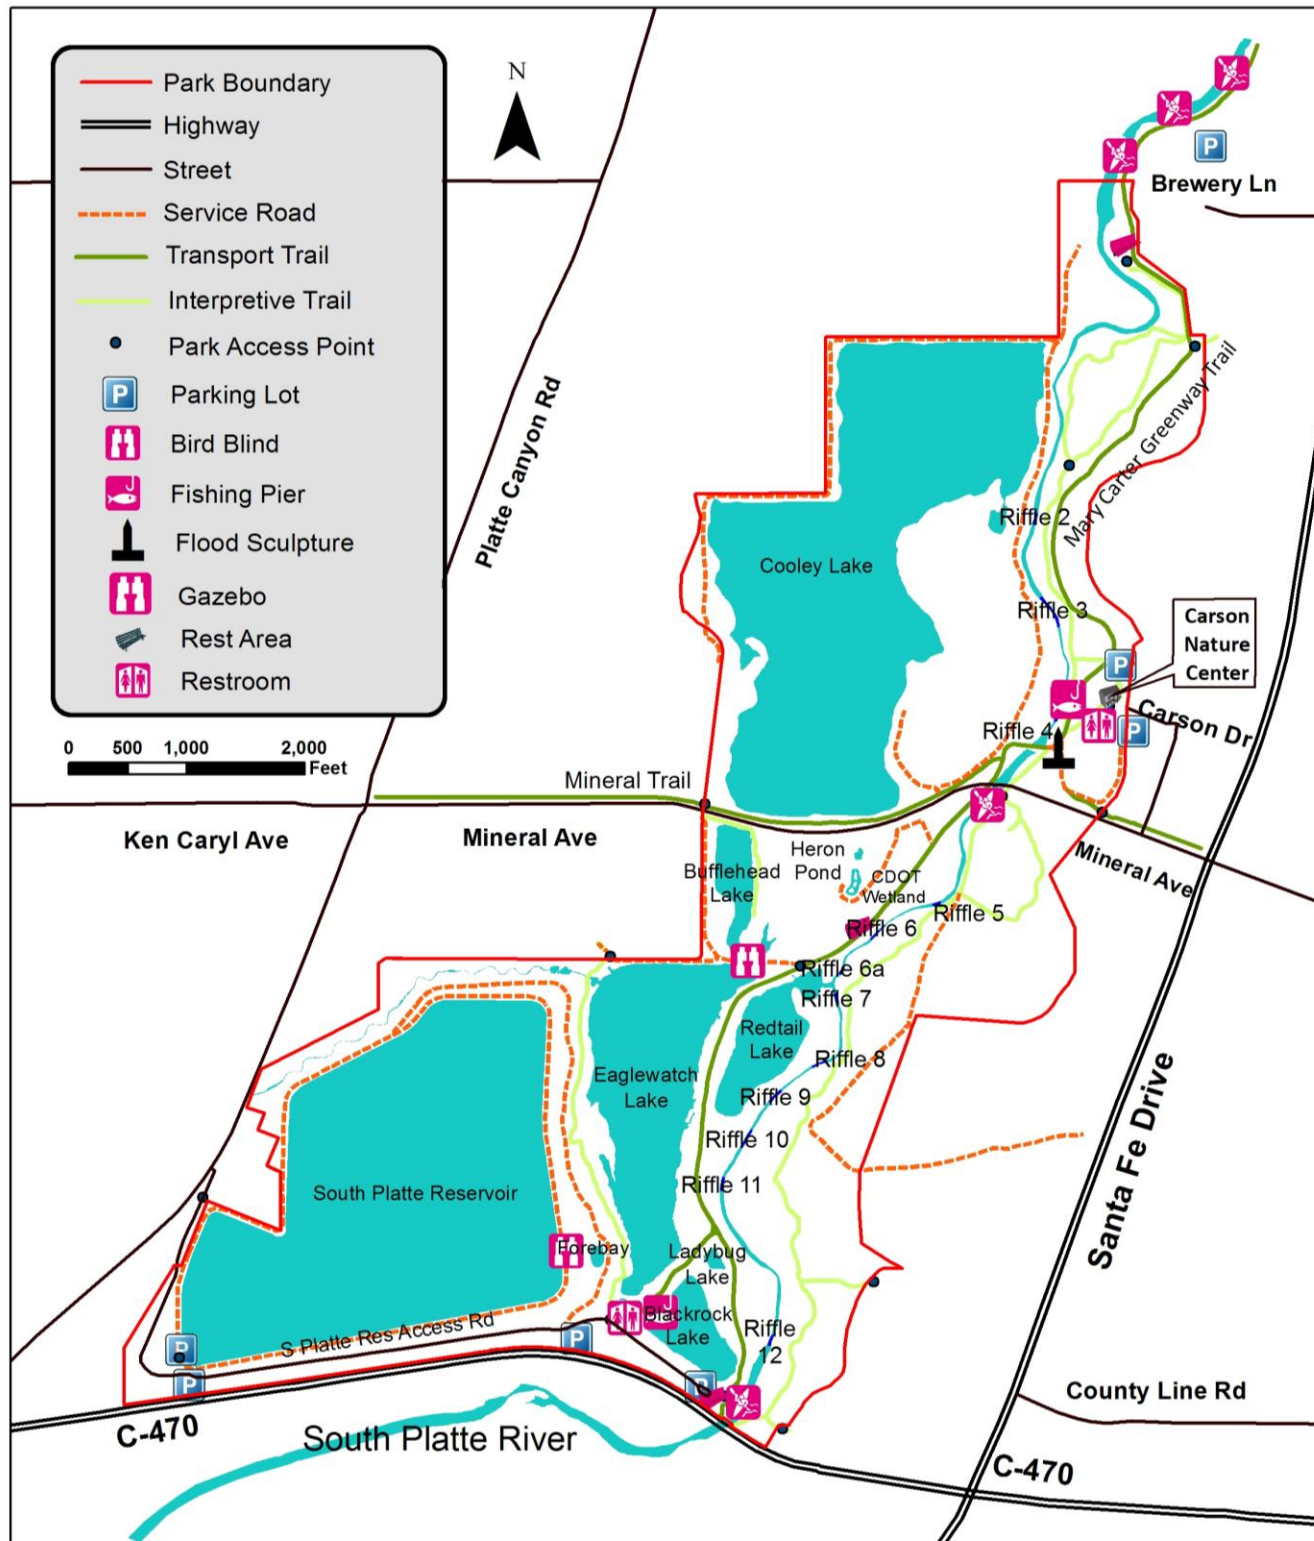 N
Park Boundary
Highway
Street
Service Road
Transport Trail
Interpretive Trail
Park Access Point
P
Parking Lot
Bird Blind
Fishing Pier
Flood Sculpture
Gazebo
Rest Area
Restroom
0 500 1,000 2,000
Feet
P
Brewery Ln
Platte Canyon Rd
Mary Carter Greenway Trail
Riffle 2
Cooley Lake
Riffle 3
Carson
Nature
Center
P
Carson Dr
P
Riffle 4
Mineral Trail
Ken Caryl Ave
Mineral Ave
Mineral Ave
Heron
Pond
Bufflehead
Lake
CDOT
Wetland
Riffle 5
Riffle 6
Riffle 6a
Riffle 7
Redtail
Lake
Riffle 8
Eaglewatch
Lake
Riffle 9
Riffle 10
Riffle 11
South Platte Reservoir
Santa Fe Drive
Forebay
Ladybug
Lake
Blackrock
Lake
Riffle
12
S Platte Res Access Rd
P
P
P
P
County Line Rd
C-470
South Platte River
C-470